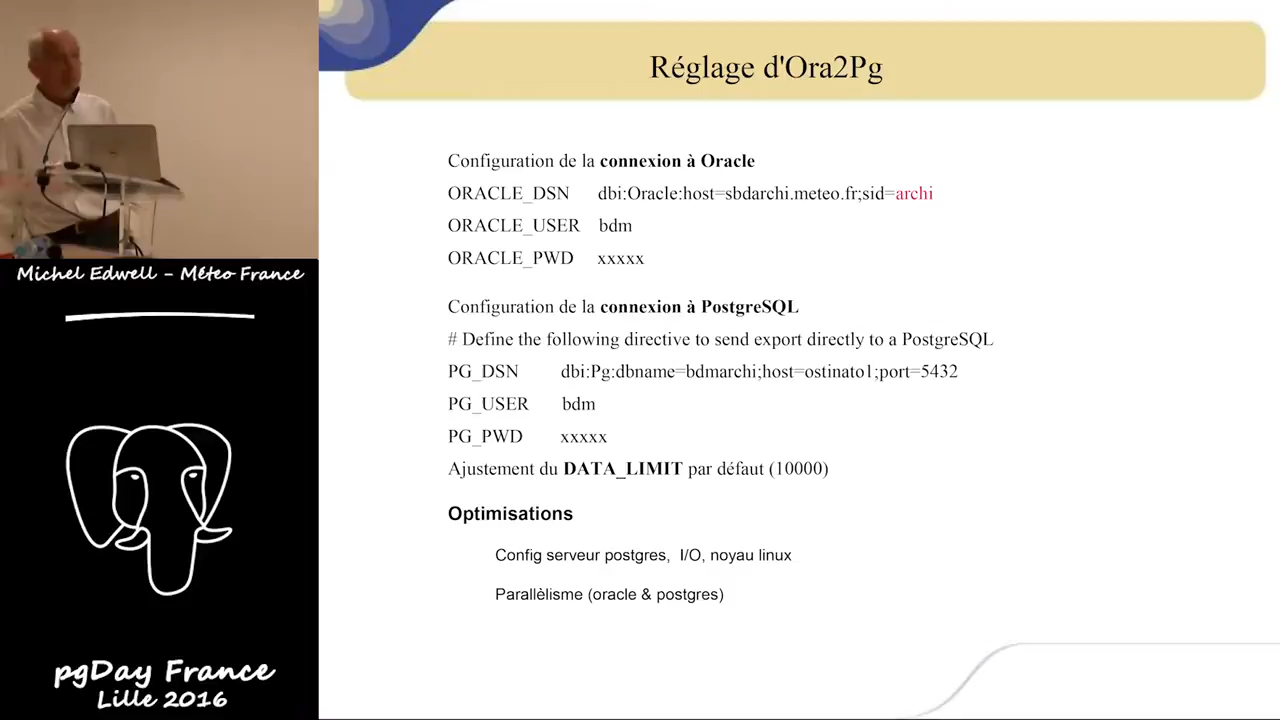 Réglage d'Ora2Pg
Configuration de la connexion à Oracle
ORACLE_DSN dbi:Oracle:host=sbdarchi.meteo.fr;sid=archi
ORACLE_USER bdm
ORACLE_PWD xxxxx
Configuration de la connexion à PostgreSQL
# Define the following directive to send export directly to a PostgreSQL
PG_DSN dbi:Pg:dbname=bdmarchi;host=ostinato1;port=5432
PG_USER bdm
PG_PWD xxxxx
Ajustement du DATA_LIMIT par défaut (10000)
Optimisations
Config serveur postgres, I/O, noyau linux
Parallèlisme (oracle & postgres)
Michel Edwell - Méteo France
pgDay France
Lille 2016